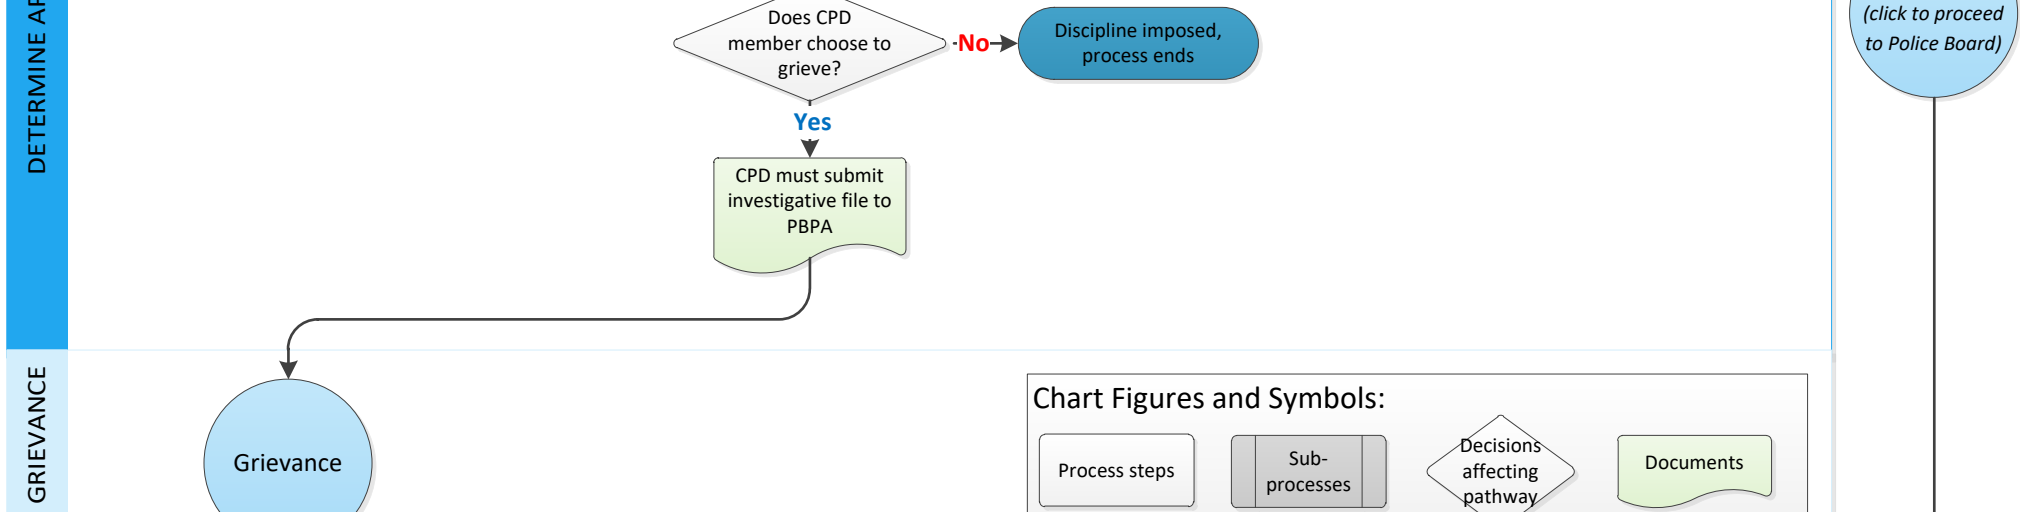 DETERMINE AP
Does CPD
member choose to
grieve?
No
Discipline imposed,
process ends
(click to proceed
to Police Board)
Yes
CPD must submit
investigative file to
PBPA
GRIEVANCE
Grievance
Chart Figures and Symbols:
Process steps
Sub-
processes
Decisions
affecting
pathway
Documents